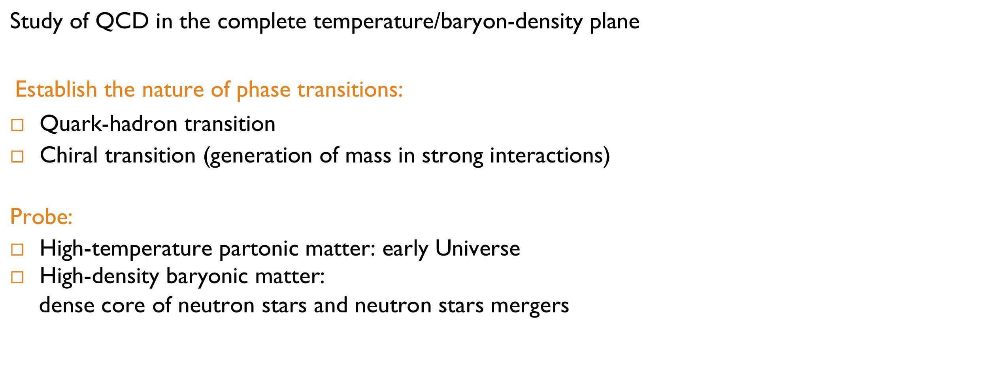 Study of QCD in the complete temperature/baryon-density plane
Establish the nature of phase transitions:
Quark-hadron transition
Chiral transition (generation of mass in strong interactions)
Probe:
High-temperature partonic matter: early Universe
High-density baryonic matter:
dense core of neutron stars and neutron stars mergers